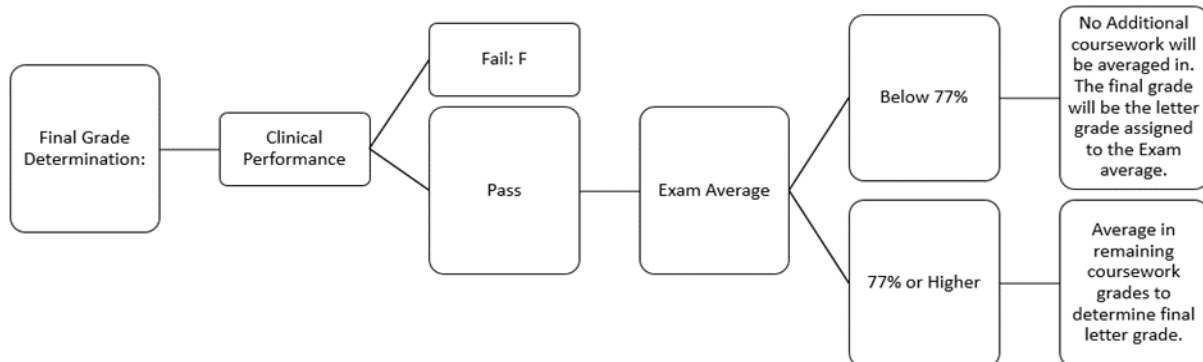 Final Grade
Determination:
Clinical
Performance
Fail: F
Pass
Exam Average
Below 77%
No Additional
coursework will
be averaged in.
The final grade
will be the letter
grade assigned
to the Exam
average.
77% or Higher
Average in
remaining
coursework
grades to
determine final
letter grade.